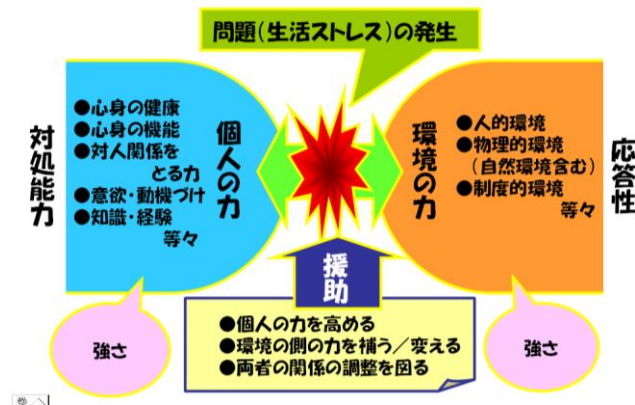 問題(生活ストレス)の発生
対処能力
●心身の健康
●心身の機能
●対人関係を
とる力
●意欲・動機づけ
●知識・経験
等々
個人の力
環境の力
●人的環境
●物理的環境
(自然環境含む)
●制度的環境
等々
応答性
援助
●個人の力を高める
●環境の側の力を補う／変える
●両者の関係の調整を図る
強さ
強さ